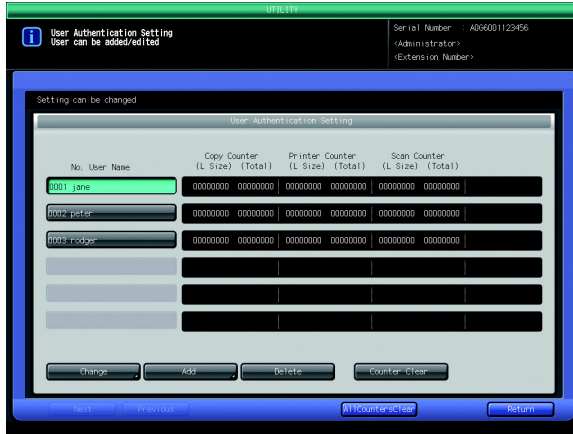 UTILITY
User Authentication Setting
User can be added/edited
Serial Number : A0G6001123456
<Administrator>
<Extension Number>
Setting can be changed
User Authentication Setting
Copy Counter Printer Counter Scan Counter
No. User Name (L Size) (Total) (L Size) (Total) (L Size) (Total)
0001 jane 00000000 00000000 00000000 00000000 00000000 00000000
0002 peter 00000000 00000000 00000000 00000000 00000000 00000000
0003 rodger 00000000 00000000 00000000 00000000 00000000 00000000
Change Add Delete Counter Clear
Next Previous AllCountersClear Return